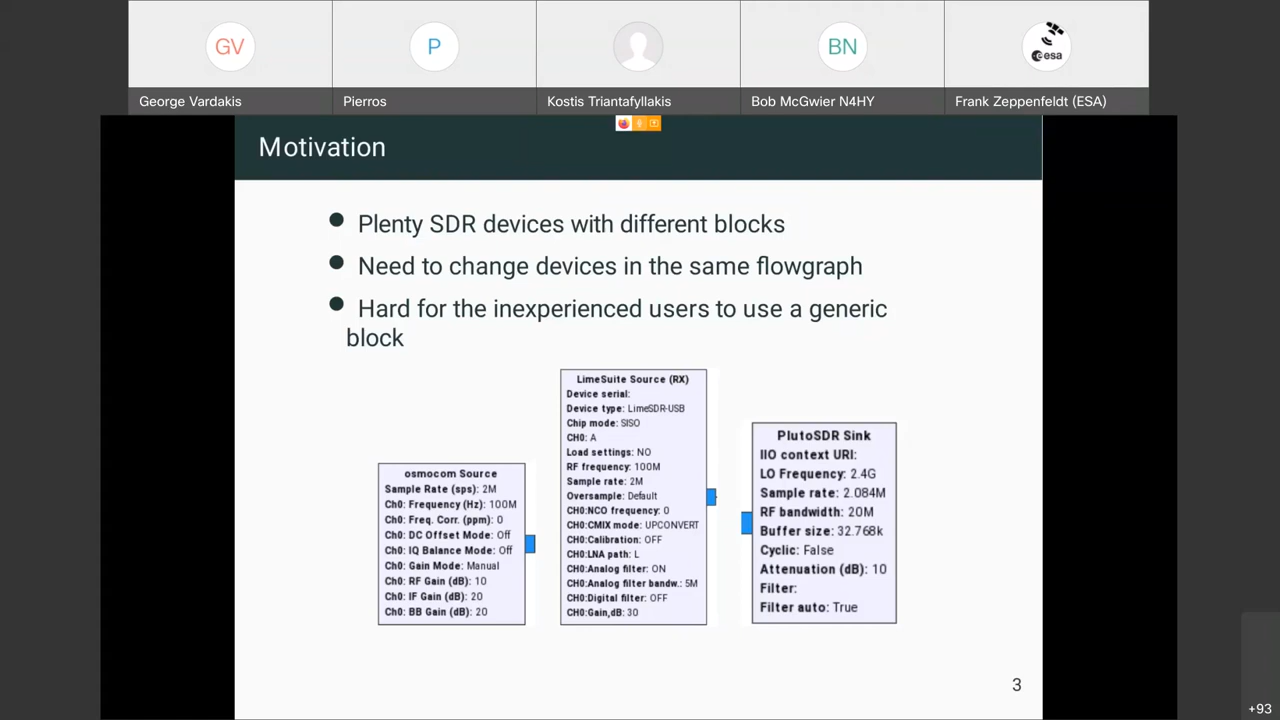 GV
P
BN
esa
George Vardakis
Pierros
Kostis Triantafyllakis
Bob McGwier N4HY
Frank Zeppenfeldt (ESA)
Motivation
Plenty SDR devices with different blocks
Need to change devices in the same flowgraph
Hard for the inexperienced users to use a generic
block
osmocom Source
Sample Rate (sps): 2M
Ch0: Frequency (Hz): 100M
Ch0: Freq. Corr. (ppm): 0
Ch0: DC Offset Mode: Off
Ch0: IQ Balance Mode: Off
Ch0: Gain Mode: Manual
Ch0: RF Gain (dB): 10
Ch0: IF Gain (dB): 20
Ch0: BB Gain (dB): 20
LimeSuite Source (RX)
Device serial:
Device type: LimeSDR-USB
Chip mode: SISO
CH0: A
Load settings: NO
RF frequency: 100M
Sample rate: 2M
Oversample: Default
CH0:NCO frequency: 0
CH0:CMIX mode: UPCONVERT
CH0:Calibration: OFF
CH0:LNA path: L
CH0:Analog filter: ON
CH0:Analog filter bandw.: 5M
CH0:Digital filter: OFF
CH0:Gain,dB: 30
PlutoSDR Sink
IIO context URI:
LO Frequency: 2.4G
Sample rate: 2.084M
RF bandwidth: 20M
Buffer size: 32.768k
Cyclic: False
Attenuation (dB): 10
Filter:
Filter auto: True
3
+93